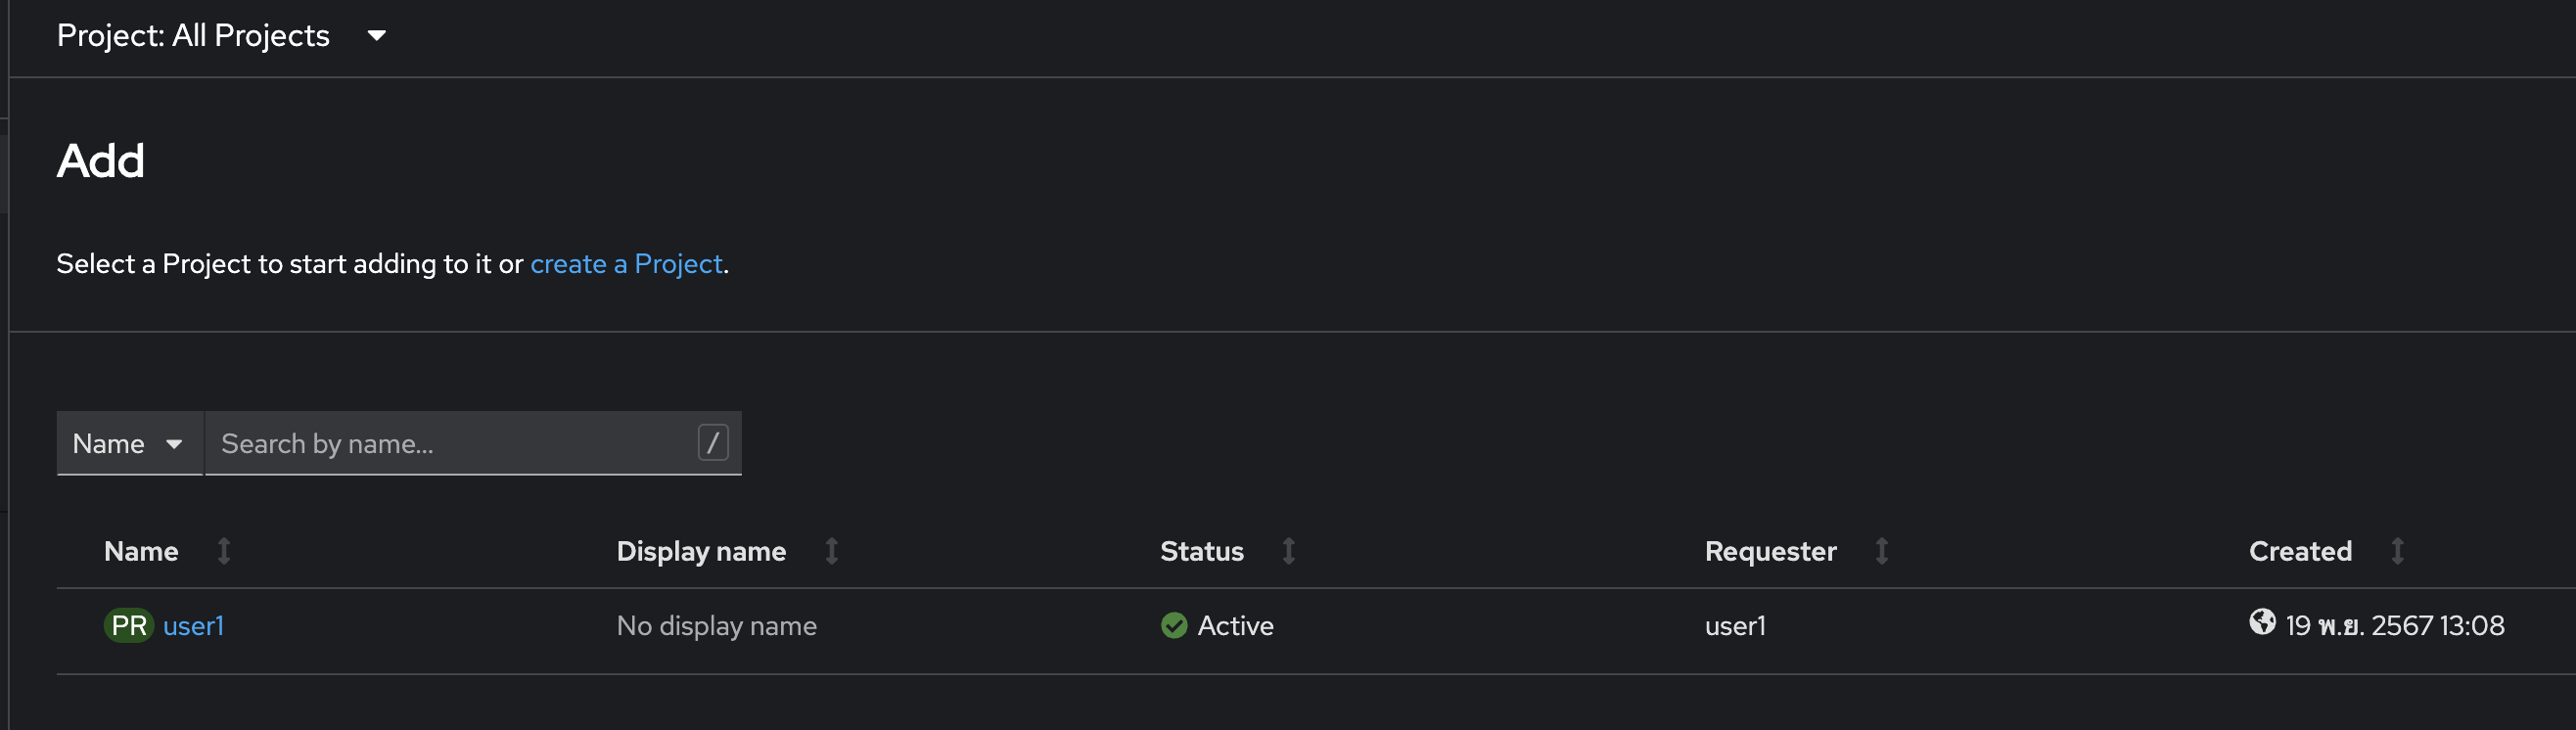 Project: All Projects
Add
Select a Project to start adding to it or create a Project.
Name Search by name... /
Name Display name Status Requester Created
PR user1 No display name Active user1 19 พ.ย. 2567 13:08